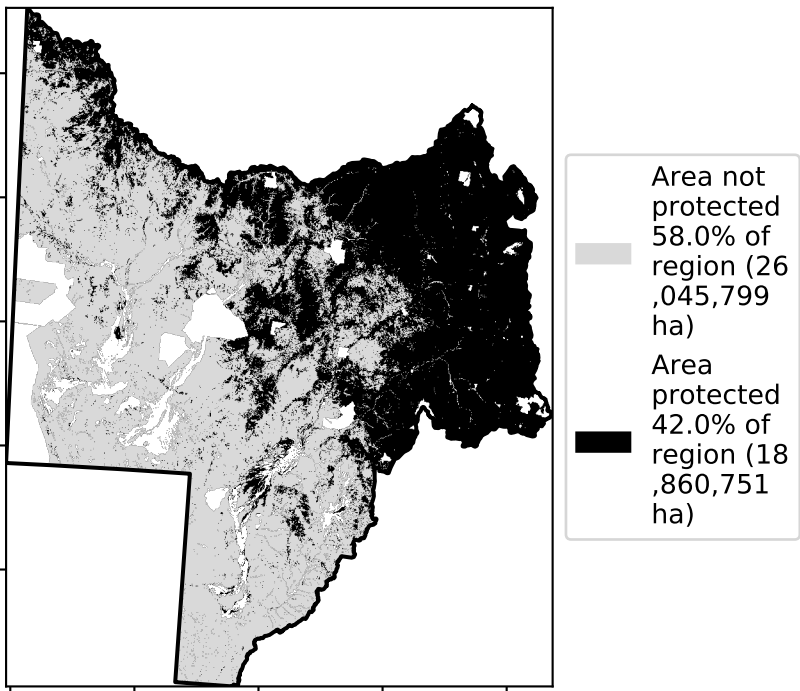 Area not
protected
58.0% of
region (26
,045,799
ha)
Area
protected
42.0% of
region (18
,860,751
ha)